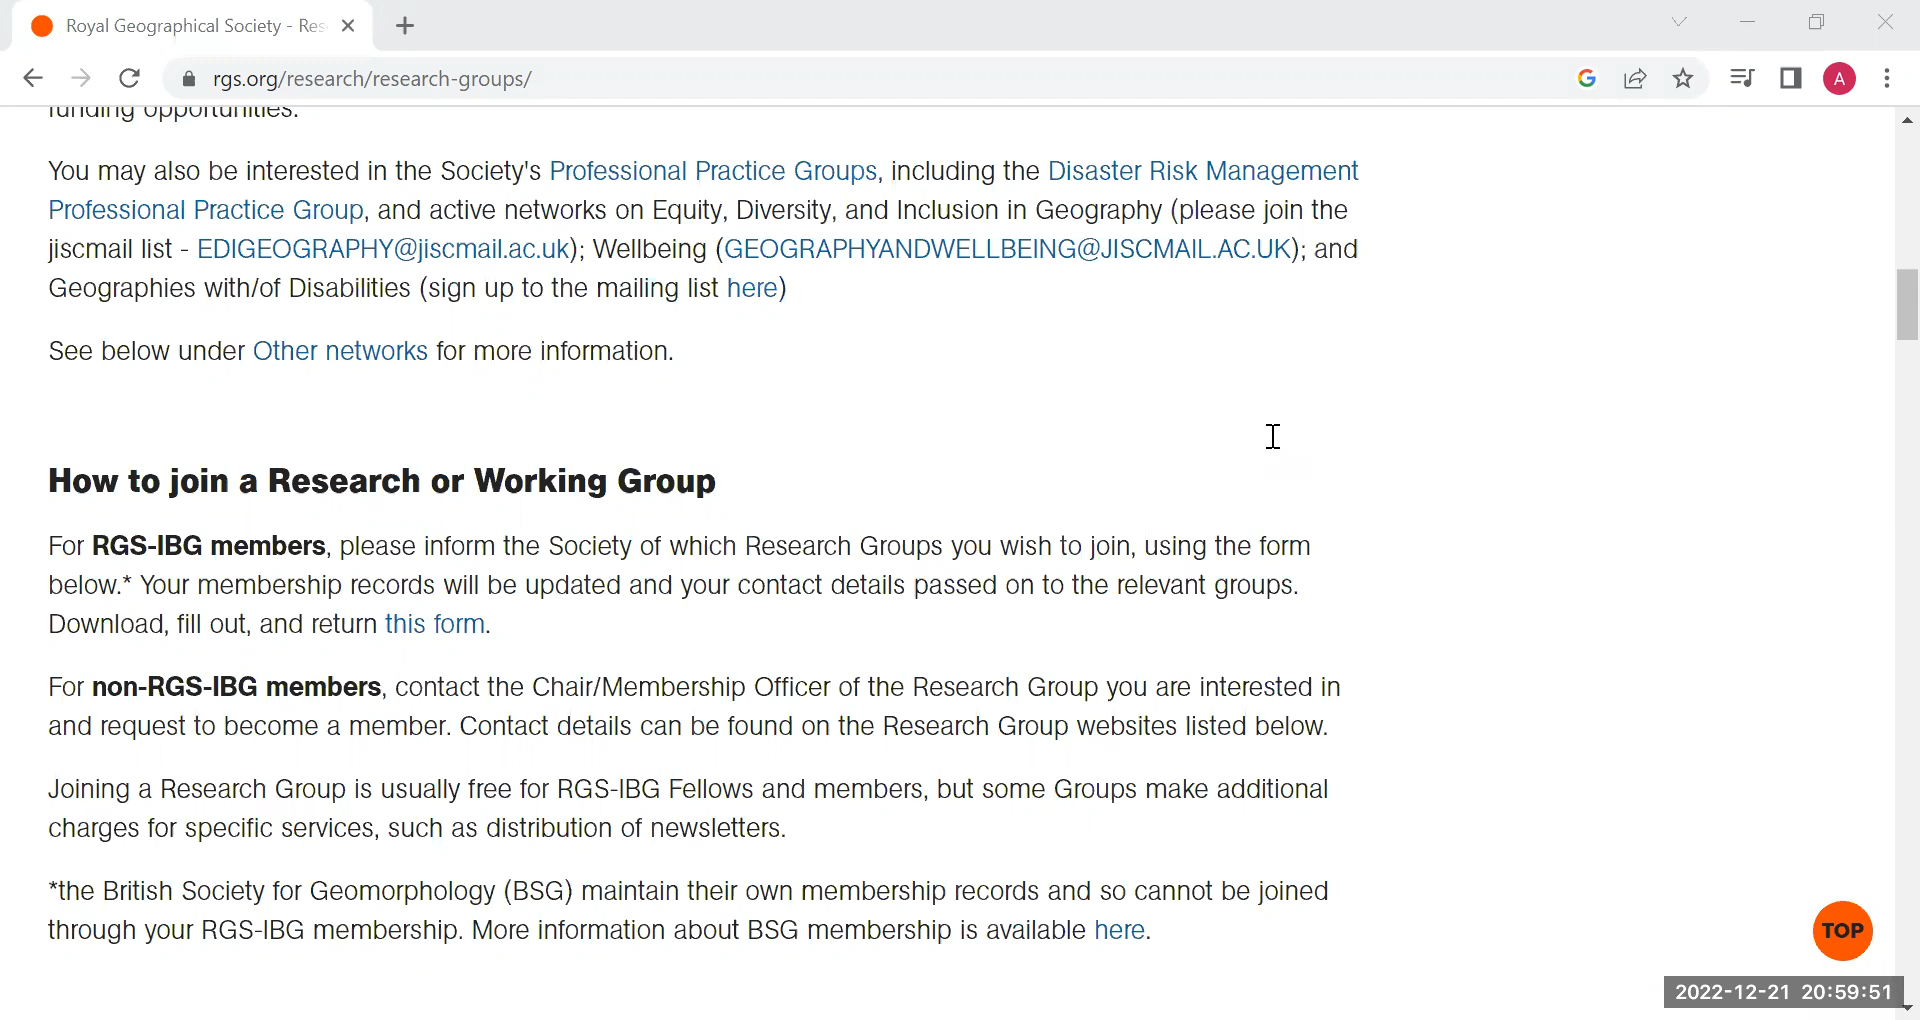 Royal Geographical Society - Res
rgs.org/research/research-groups/
A
funding opportunities.
You may also be interested in the Society's Professional Practice Groups, including the Disaster Risk Management
Professional Practice Group, and active networks on Equity, Diversity, and Inclusion in Geography (please join the
jiscmail list - EDIGEOGRAPHY@jiscmail.ac.uk); Wellbeing (GEOGRAPHYANDWELLBEING@JISCMAIL.AC.UK); and
Geographies with/of Disabilities (sign up to the mailing list here)
See below under Other networks for more information.
How to join a Research or Working Group
For RGS-IBG members, please inform the Society of which Research Groups you wish to join, using the form
below.* Your membership records will be updated and your contact details passed on to the relevant groups.
Download, fill out, and return this form.
For non-RGS-IBG members, contact the Chair/Membership Officer of the Research Group you are interested in
and request to become a member. Contact details can be found on the Research Group websites listed below.
Joining a Research Group is usually free for RGS-IBG Fellows and members, but some Groups make additional
charges for specific services, such as distribution of newsletters.
*the British Society for Geomorphology (BSG) maintain their own membership records and so cannot be joined
through your RGS-IBG membership. More information about BSG membership is available here.
TOP
2022-12-21 20:59:51